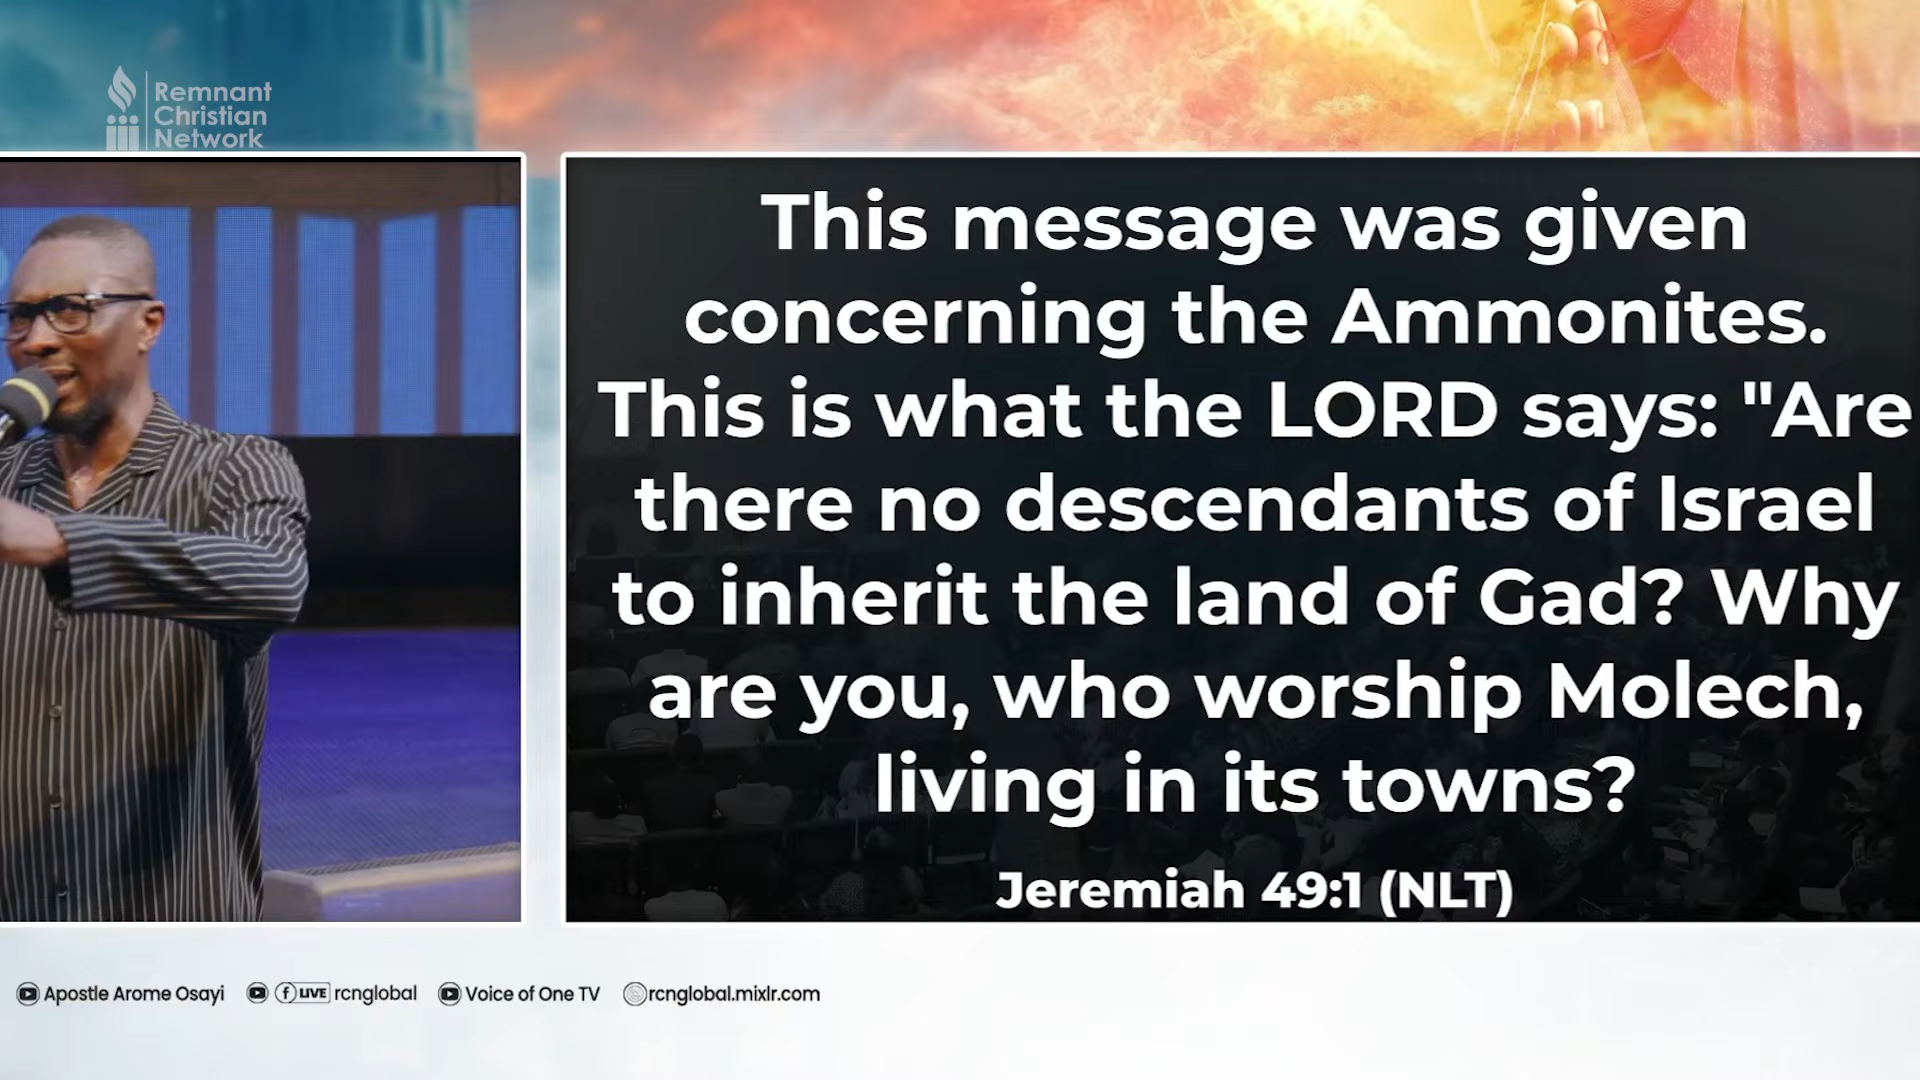 Remnant
Christian
Network
This message was given
concerning the Ammonites.
This is what the LORD says: "Are
there no descendants of Israel
to inherit the land of Gad? Why
are you, who worship Molech,
living in its towns?
Jeremiah 49:1 (NLT)
Apostle Arome Osayi LIVE rcnglobal Voice of One TV rcnglobal.mixlr.com